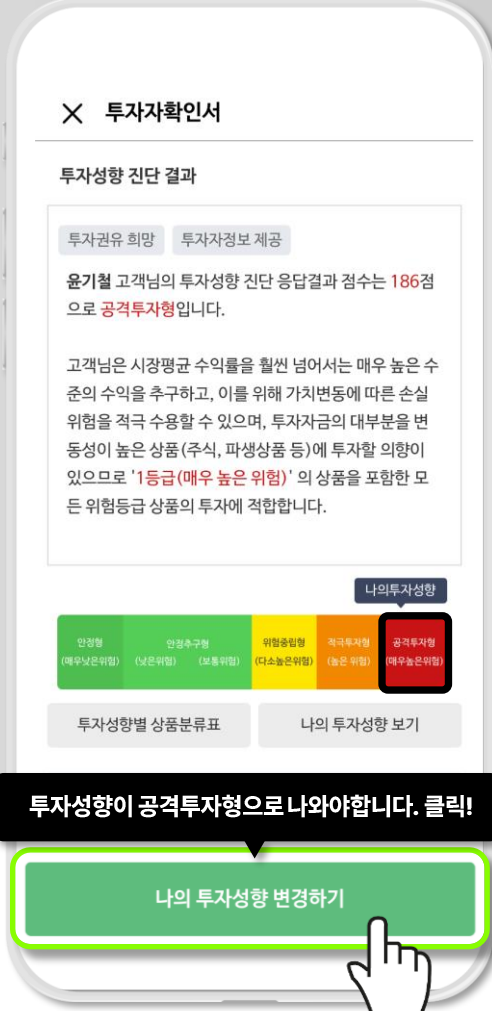 투자자확인서
투자성향 진단 결과
투자권유 희망 투자자정보 제공
윤기철 고객님의 투자성향 진단 응답결과 점수는 186점
으로 공격투자형입니다.
고객님은 시장평균 수익률을 훨씬 넘어서는 매우 높은 수
준의 수익을 추구하고, 이를 위해 가치변동에 따른 손실
위험을 적극 수용할 수 있으며, 투자자금의 대부분을 변
동성이 높은 상품(주식, 파생상품 등)에 투자할 의향이
있으므로 '1등급(매우 높은 위험)' 의 상품을 포함한 모
든 위험등급 상품의 투자에 적합합니다.
나의투자성향
안정형 안정추구형 위험중립형 적극투자형 공격투자형
(매우낮은위험) (낮은위험) (보통위험) (다소높은위험) (높은 위험) (매우높은위험)
투자성향별 상품분류표 나의 투자성향 보기
투자성향이 공격투자형으로 나와야합니다. 클릭!
나의 투자성향 변경하기